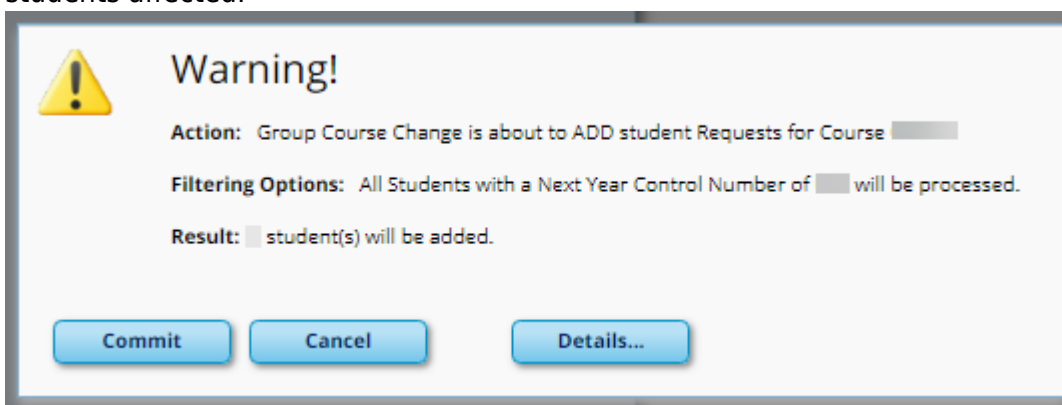 students affected.
Warning!
Action: Group Course Change is about to ADD student Requests for Course
Filtering Options: All Students with a Next Year Control Number of will be processed.
Result: student(s) will be added.
Commit Cancel Details...